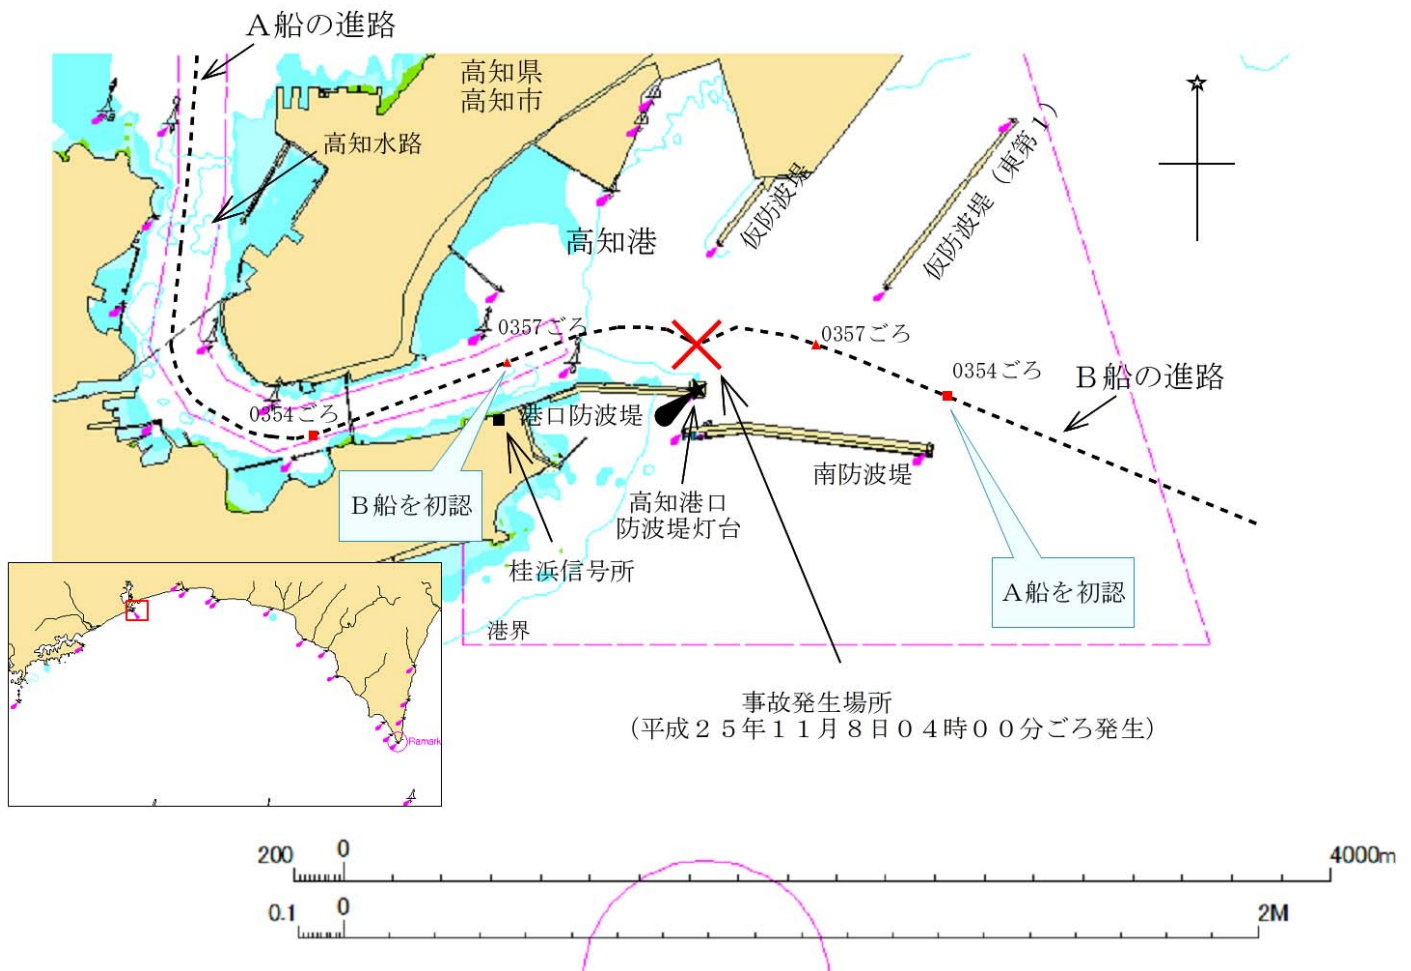 Ａ船の進路
高知県
高知市
高知水路
仮防波堤
仮防波堤（東第１）
高知港
0357ごろ
0357ごろ
0354ごろ
Ｂ船の進路
0354ごろ
港口防波堤
南防波堤
Ｂ船を初認
高知港口
防波堤灯台
桂浜信号所
Ａ船を初認
港界
事故発生場所
（平成２５年１１月８日０４時００分ごろ発生）
Ramark
200 0 4000m
0.1 0 2M